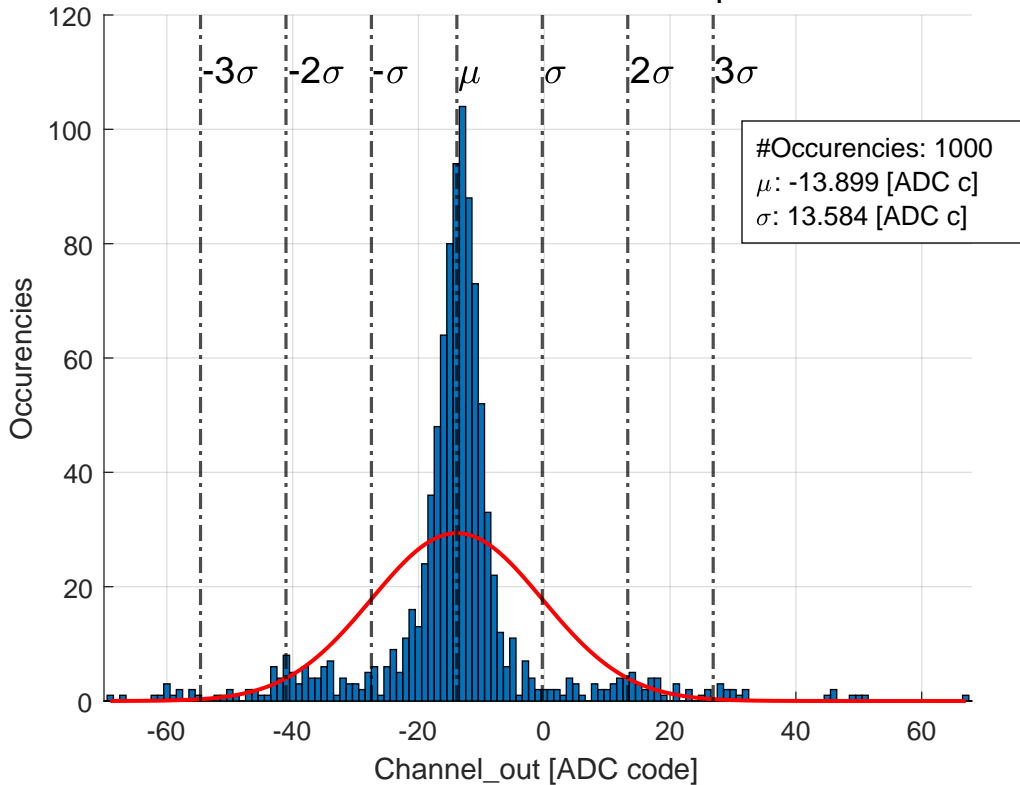 120
100
80
60
40
20
0
-3σ
-2σ
-σ
μ
σ
2σ
3σ
#Occurencies: 1000
μ: -13.899 [ADC c]
σ: 13.584 [ADC c]
Occurencies
-60
-40
-20
0
20
40
60
Channel_out [ADC code]